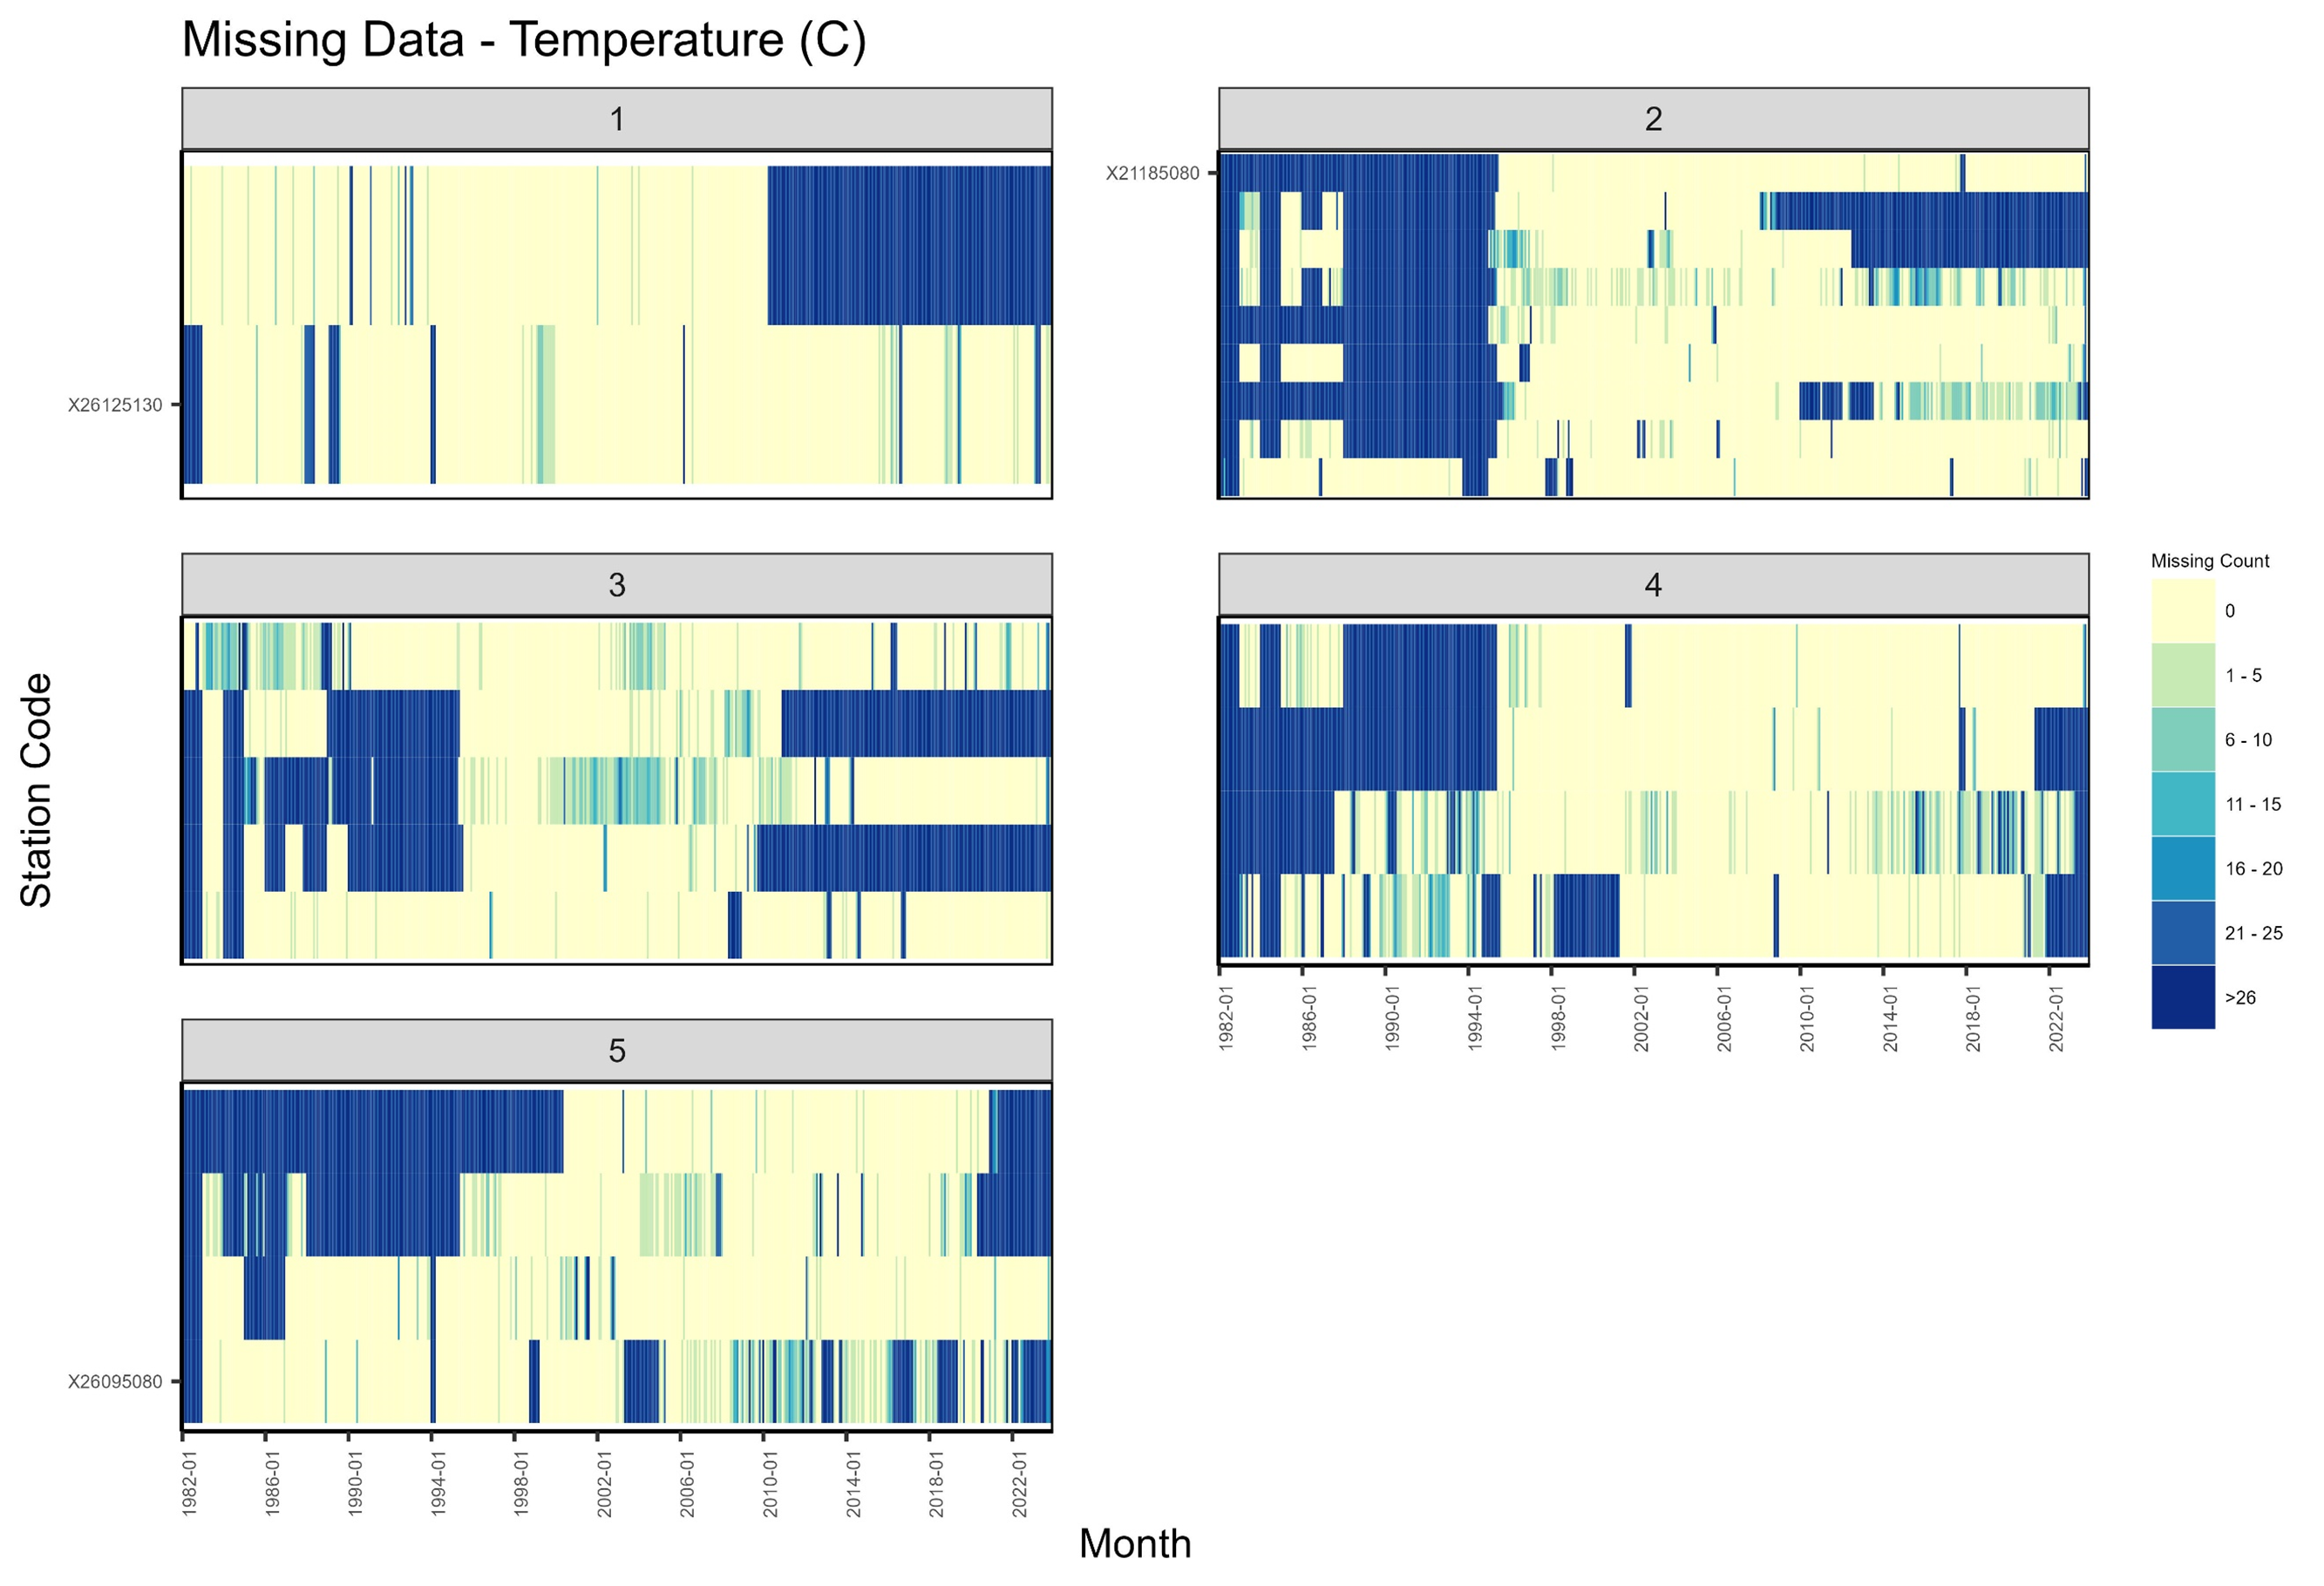 Missing Data - Temperature (C)
1
2
X26125130
X21185080
3
4
Station Code
Missing Count
0
1 - 5
6 - 10
11 - 15
16 - 20
21 - 25
>26
1982-01
1986-01
1990-01
1994-01
1998-01
2002-01
2006-01
2010-01
2014-01
2018-01
2022-01
5
X26095080
1982-01
1986-01
1990-01
1994-01
1998-01
2002-01
2006-01
2010-01
2014-01
2018-01
2022-01
Month